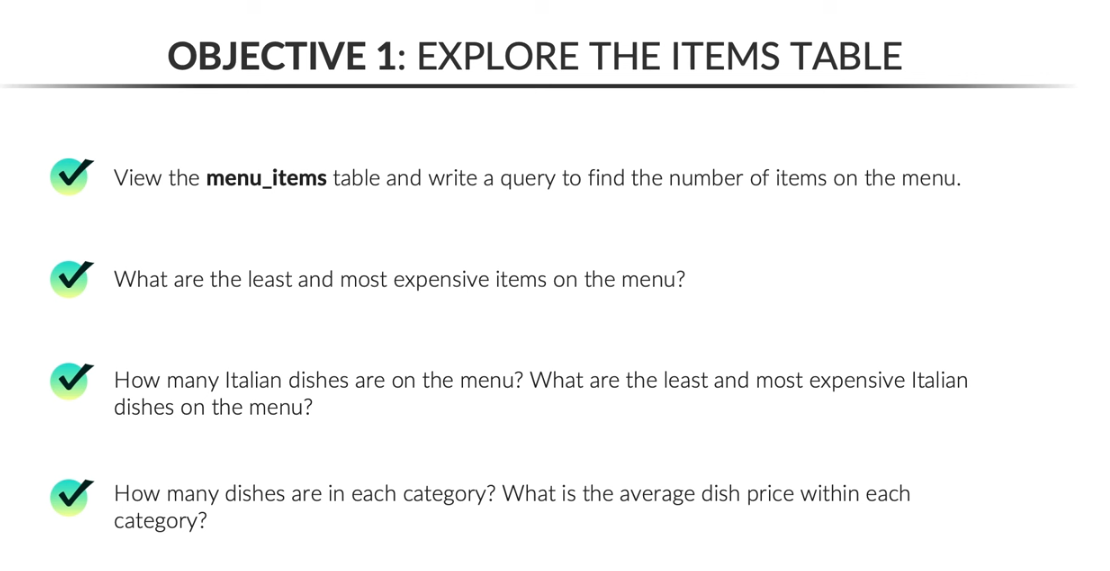 OBJECTIVE 1: EXPLORE THE ITEMS TABLE
View the menu_items table and write a query to find the number of items on the menu.
What are the least and most expensive items on the menu?
How many Italian dishes are on the menu? What are the least and most expensive Italian
dishes on the menu?
How many dishes are in each category? What is the average dish price within each
category?